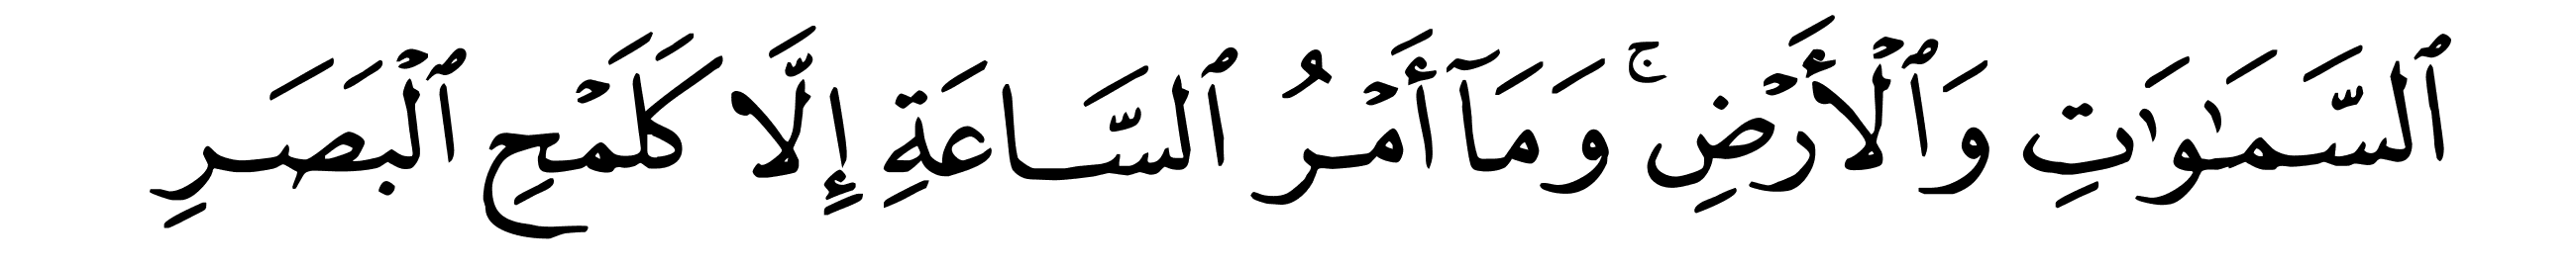 ٱلسَّمَٰوَٰتِ وَٱلْأَرْضِ ۚ وَمَآ أَمْرُ ٱلسَّاعَةِ إِلَّا كَلَمْحِ ٱلْبَصَرِ